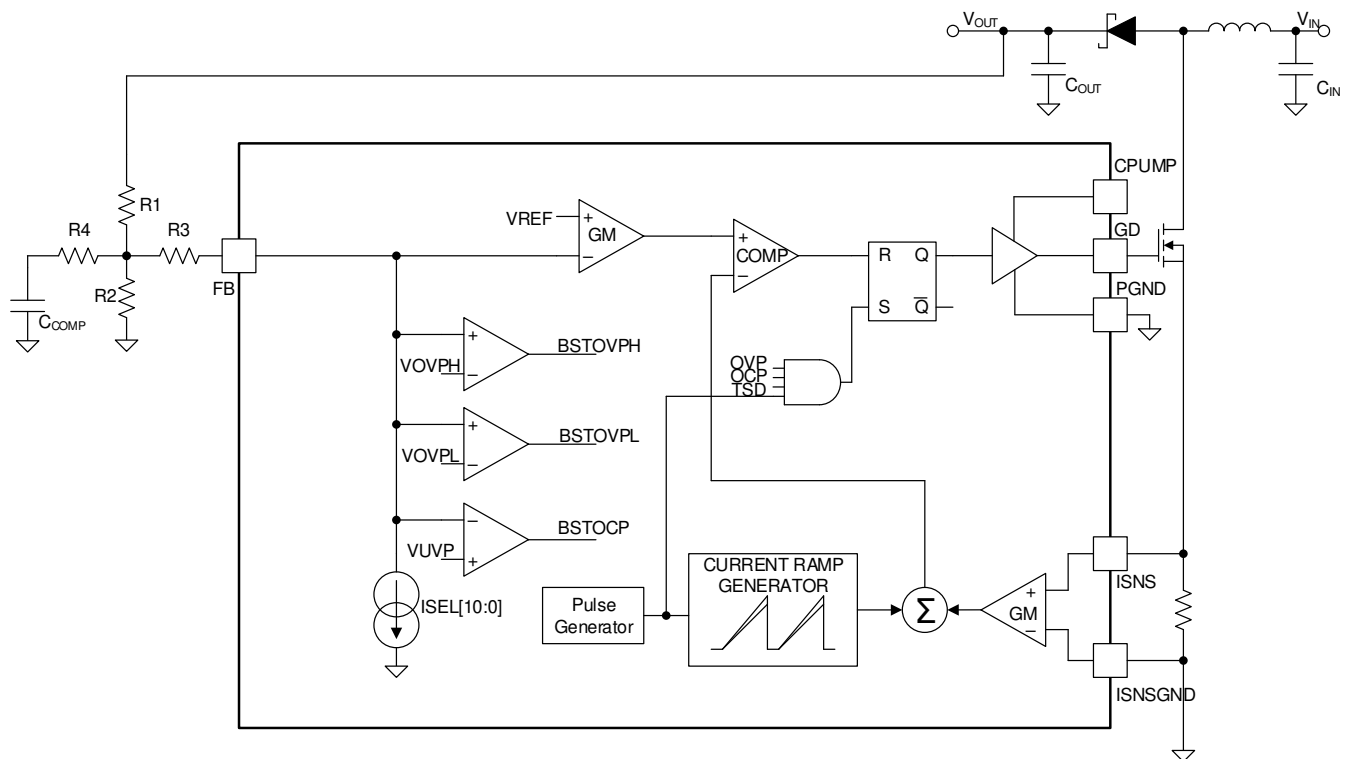 VOUT
VIN
COUT
CIN
CPUMP
R1
R4
R3
VREF
+
GM
−
+
COMP
−
R Q
S Q̅
GD
FB
R2
PGND
CCOMP
+
VOVPH
−
BSTOVPH
OVP
OCP
TSD
+
VOVPL
−
BSTOVPL
−
VUVP
+
BSTOCP
ISEL[10:0]
Pulse
Generator
CURRENT RAMP
GENERATOR
Σ
+
GM
−
ISNS
ISNSGND